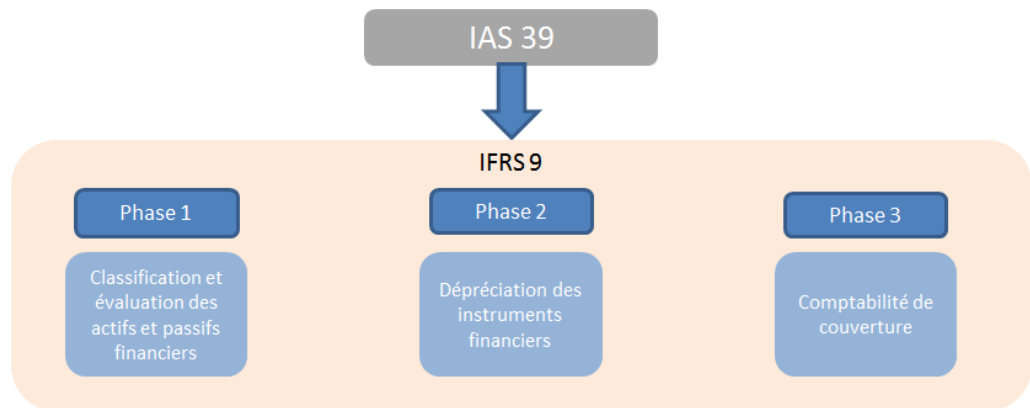 IAS 39
IFRS 9
Phase 1
Classification et
évaluation des
actifs et passifs
financiers
Phase 2
Dépréciation des
instruments
financiers
Phase 3
Comptabilité de
couverture